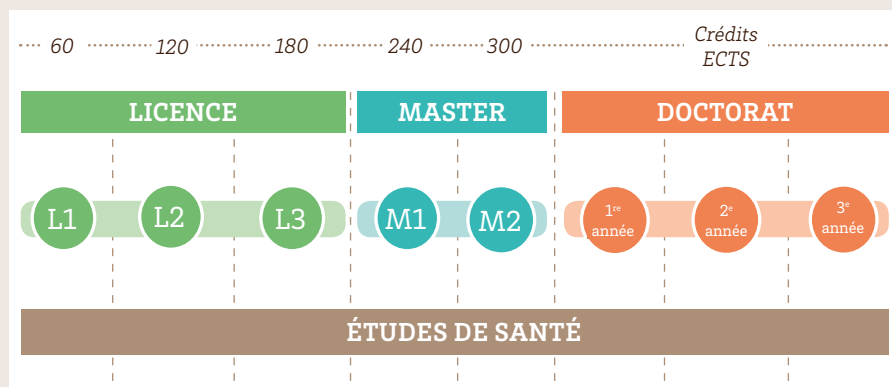 60 120 180 240 300 Crédits
ECTS
LICENCE MASTER DOCTORAT
L1 L2 L3 M1 M2 1re année 2e année 3e année
ÉTUDES DE SANTÉ